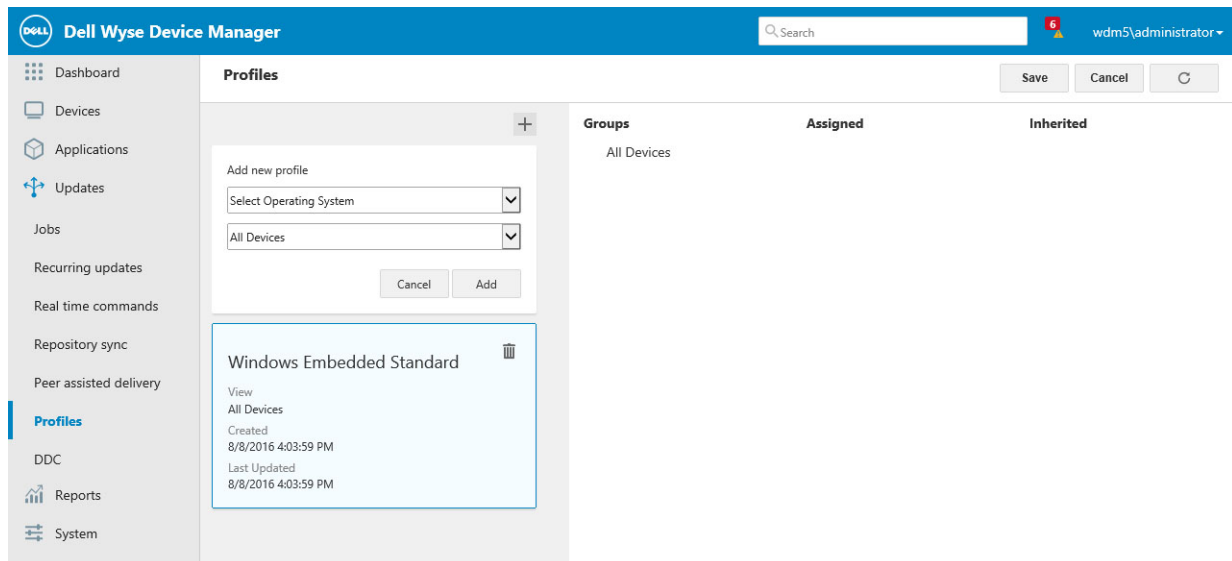 DELL
Dell Wyse Device Manager
Search
6
wdm5\administrator
Dashboard
Devices
Applications
Updates
Jobs
Recurring updates
Real time commands
Repository sync
Peer assisted delivery
Profiles
DDC
Reports
System
Profiles
Save
Cancel
Add new profile
Select Operating System
All Devices
Cancel
Add
Windows Embedded Standard
View
All Devices
Created
8/8/2016 4:03:59 PM
Last Updated
8/8/2016 4:03:59 PM
Groups Assigned Inherited
All Devices